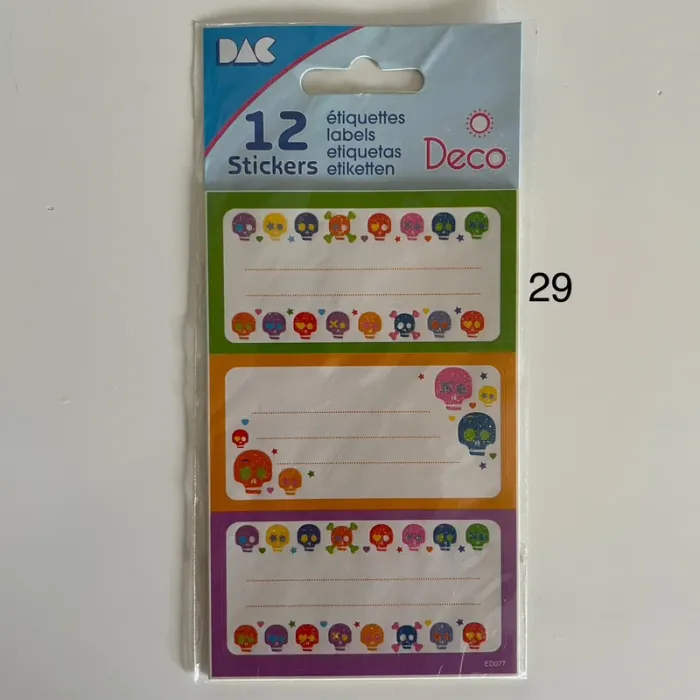 DAC
12
Stickers
étiquettes
labels
etiquetas
etiketten
Deco
29
ED077